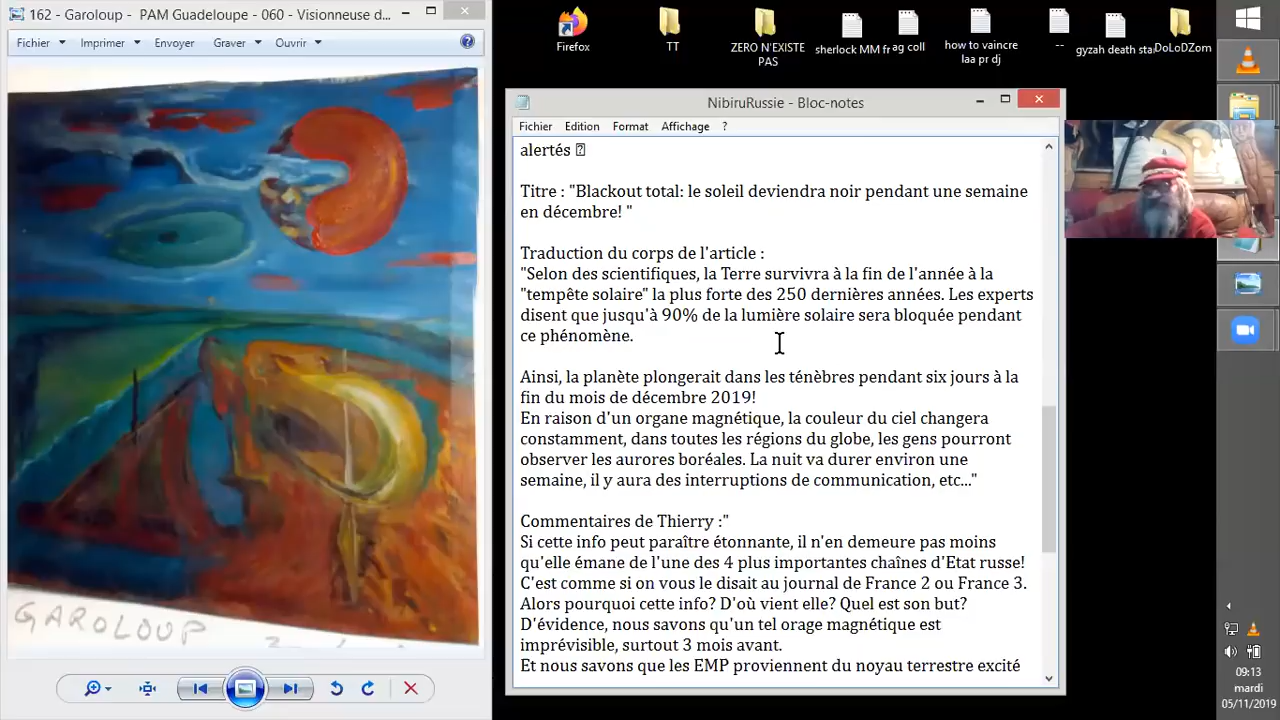 162 - Garoloup - PAM Guadeloupe - 060 - Visionneuse d...
Fichier Imprimer Envoyer Graver Ouvrir
Firefox
TT
ZERO N'EXISTE
PAS
sherlock MM fr
ag coll
how to vaincre
laa pr dj
--
gyzah death sta
DoLoDZom
NibiruRussie - Bloc-notes
Fichier Edition Format Affichage ?
alertés
Titre : "Blackout total: le soleil deviendra noir pendant une semaine
en décembre! "
Traduction du corps de l'article :
"Selon des scientifiques, la Terre survivra à la fin de l'année à la
"tempête solaire" la plus forte des 250 dernières années. Les experts
disent que jusqu'à 90% de la lumière solaire sera bloquée pendant
ce phénomène.
Ainsi, la planète plongerait dans les ténèbres pendant six jours à la
fin du mois de décembre 2019!
En raison d'un organe magnétique, la couleur du ciel changera
constamment, dans toutes les régions du globe, les gens pourront
observer les aurores boréales. La nuit va durer environ une
semaine, il y aura des interruptions de communication, etc..."
Commentaires de Thierry :"
Si cette info peut paraître étonnante, il n'en demeure pas moins
qu'elle émane de l'une des 4 plus importantes chaînes d'Etat russe!
C'est comme si on vous le disait au journal de France 2 ou France 3.
Alors pourquoi cette info? D'où vient elle? Quel est son but?
D'évidence, nous savons qu'un tel orage magnétique est
imprévisible, surtout 3 mois avant.
Et nous savons que les EMP proviennent du noyau terrestre excité
09:13
mardi
05/11/2019